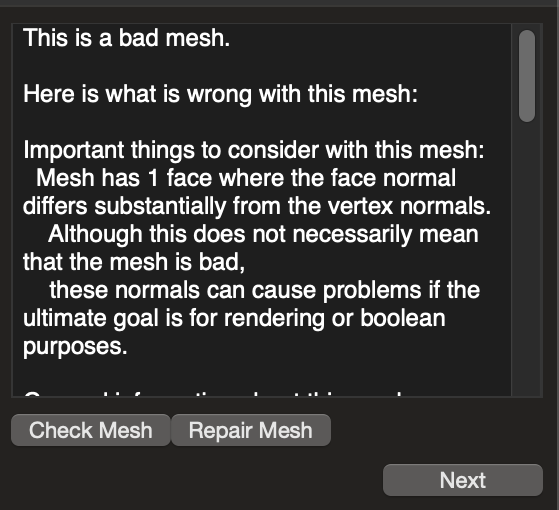 This is a bad mesh.
Here is what is wrong with this mesh:
Important things to consider with this mesh:
Mesh has 1 face where the face normal
differs substantially from the vertex normals.
Although this does not necessarily mean
that the mesh is bad,
these normals can cause problems if the
ultimate goal is for rendering or boolean
purposes.
Check Mesh Repair Mesh
Next